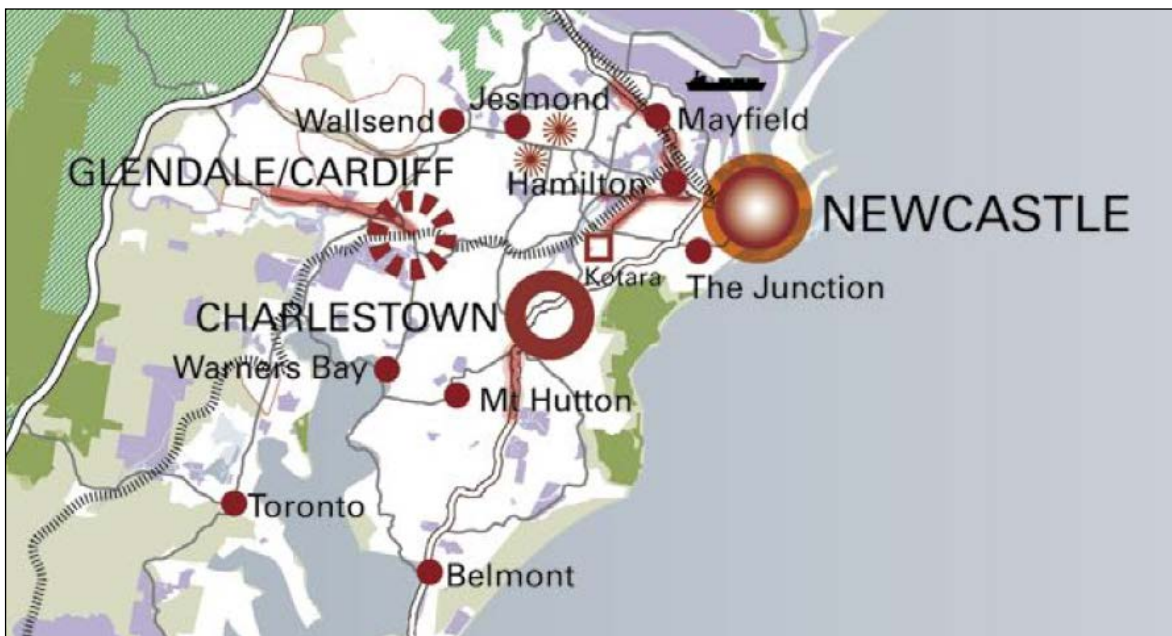 Jesmond
Wallsend
Mayfield
GLENDALE/CARDIFF
Hamilton
NEWCASTLE
Kotara
The Junction
CHARLESTOWN
Warners Bay
Mt Hutton
Toronto
Belmont